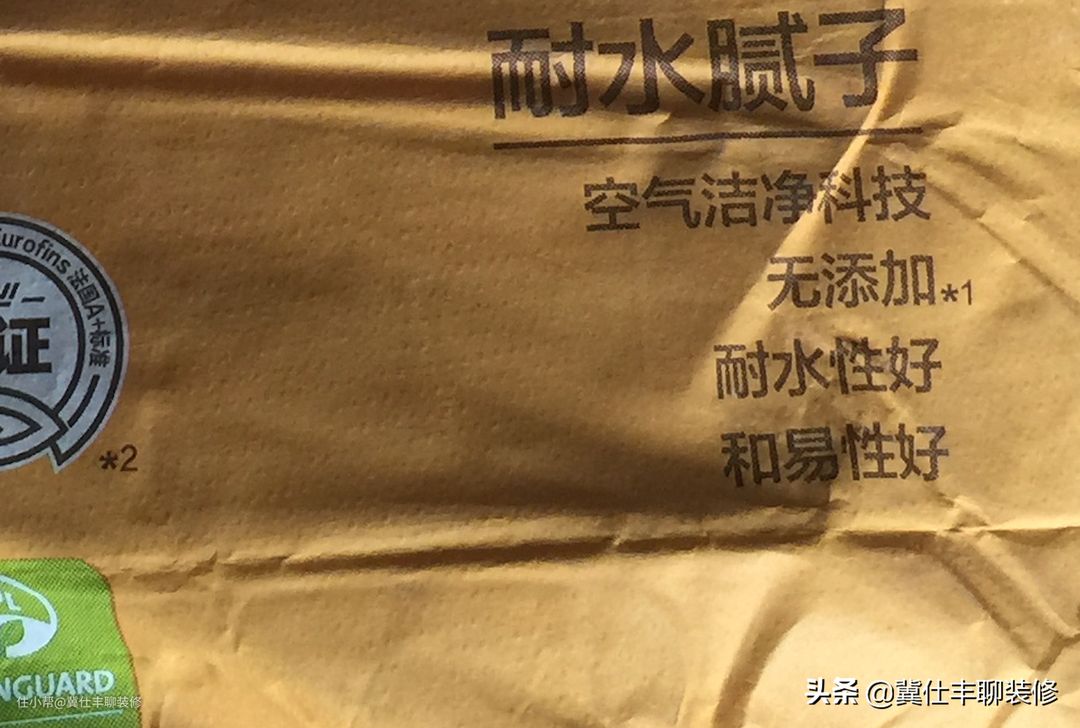 耐水腻子
空气洁净科技
无添加*1
耐水性好
和易性好
Eurofins 法国A+标准
证
*2
NGUARD
住小帮@冀仕丰聊装修
头条 @冀仕丰聊装修